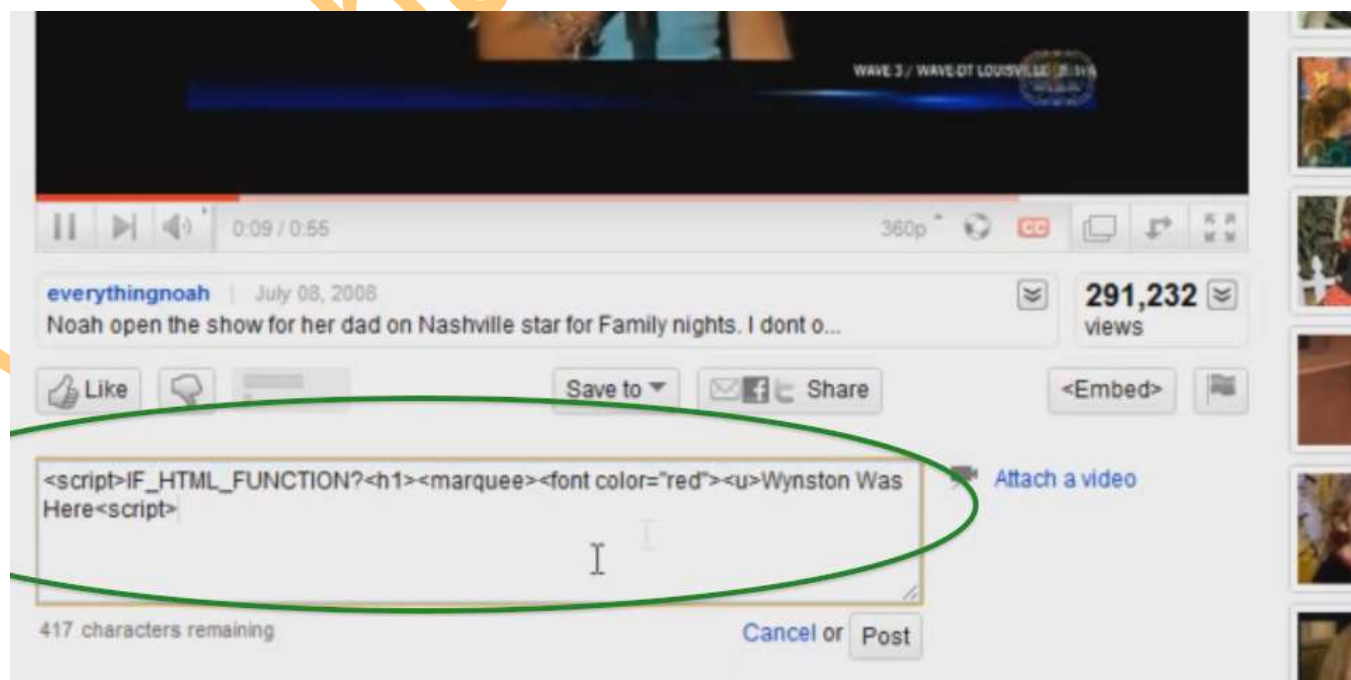 WAVE 3 / WAVE-DT LOUISVILLE
0:09 / 0:55
360p
CC
everythingnoah | July 08, 2008
291,232
Noah open the show for her dad on Nashville star for Family nights. I dont o...
views
Like
Save to
Share
<Embed>
<script>IF_HTML_FUNCTION?<h1><marquee><font color="red"><u>Wynston Was
Here<script>
Attach a video
417 characters remaining
Cancel or Post